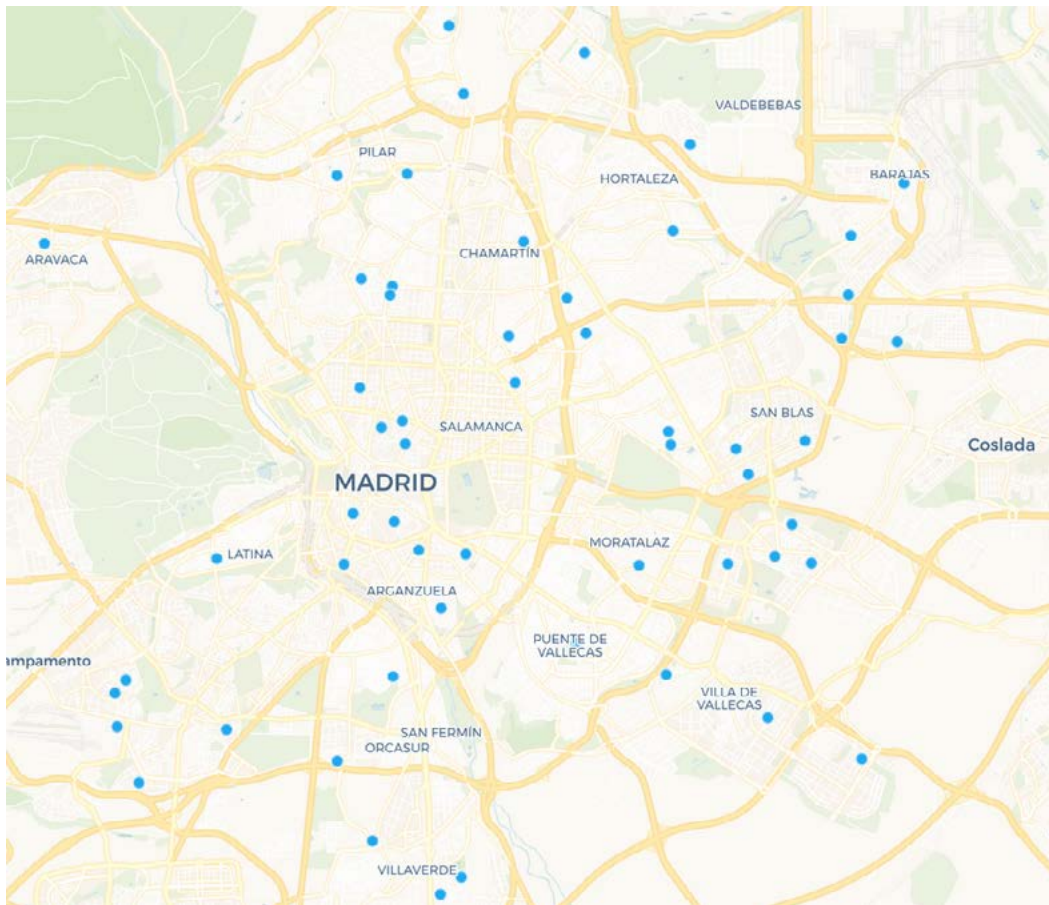 VALDEBEBAS
PILAR
BARAJAS
HORTALEZA
CHAMARTÍN
ARAVACA
SAN BLAS
SALAMANCA
Coslada
MADRID
MORATALAZ
LATINA
ARGANZUELA
PUENTE DE
VALLECAS
ampamento
VILLA DE
VALLECAS
SAN FERMÍN
ORCASUR
VILLAVERDE